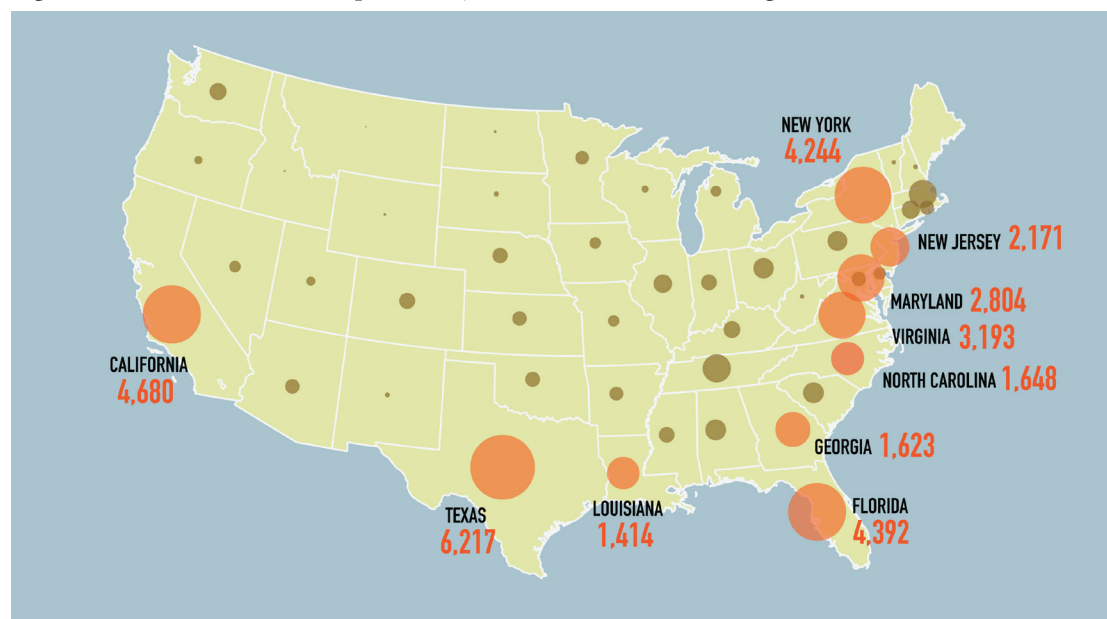 NEW YORK
4,244
NEW JERSEY 2,171
MARYLAND 2,804
VIRGINIA 3,193
CALIFORNIA
4,680
NORTH CAROLINA 1,648
GEORGIA 1,623
TEXAS
6,217
LOUISIANA
1,414
FLORIDA
4,392